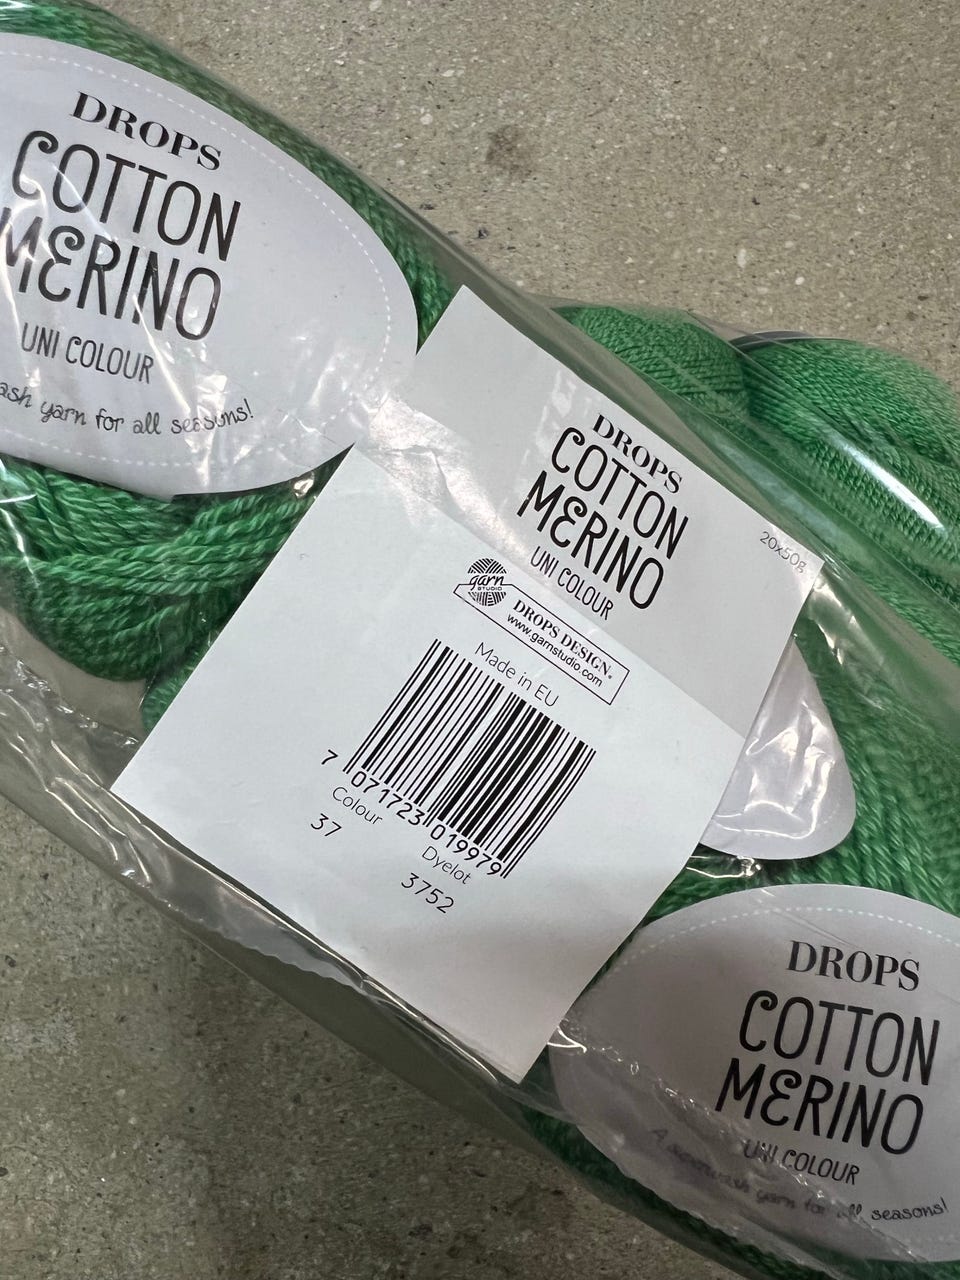 DROPS
COTTON
MERINO
UNI COLOUR
yarn for all seasons!
DROPS
COTTON
MERINO
UNI COLOUR
20x50g
garn
STUDIO
DROPS DESIGN®
www.garnstudio.com
Made in EU
7 071723 019979
Colour
37
Dyelot
3752
DROPS
COTTON
MERINO
UNI COLOUR
A superwash yarn for all seasons!